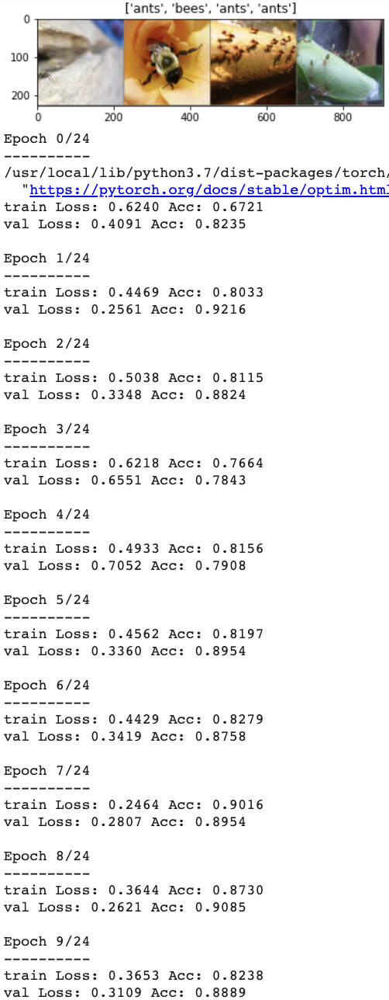 ['ants', 'bees', 'ants', 'ants']
0
100
200
0 200 400 600 800
Epoch 0/24
----------
/usr/local/lib/python3.7/dist-packages/torch/
"https://pytorch.org/docs/stable/optim.html
train Loss: 0.6240 Acc: 0.6721
val Loss: 0.4091 Acc: 0.8235
Epoch 1/24
----------
train Loss: 0.4469 Acc: 0.8033
val Loss: 0.2561 Acc: 0.9216
Epoch 2/24
----------
train Loss: 0.5038 Acc: 0.8115
val Loss: 0.3348 Acc: 0.8824
Epoch 3/24
----------
train Loss: 0.6218 Acc: 0.7664
val Loss: 0.6551 Acc: 0.7843
Epoch 4/24
----------
train Loss: 0.4933 Acc: 0.8156
val Loss: 0.7052 Acc: 0.7908
Epoch 5/24
----------
train Loss: 0.4562 Acc: 0.8197
val Loss: 0.3360 Acc: 0.8954
Epoch 6/24
----------
train Loss: 0.4429 Acc: 0.8279
val Loss: 0.3419 Acc: 0.8758
Epoch 7/24
----------
train Loss: 0.2464 Acc: 0.9016
val Loss: 0.2807 Acc: 0.8954
Epoch 8/24
----------
train Loss: 0.3644 Acc: 0.8730
val Loss: 0.2621 Acc: 0.9085
Epoch 9/24
----------
train Loss: 0.3653 Acc: 0.8238
val Loss: 0.3109 Acc: 0.8889